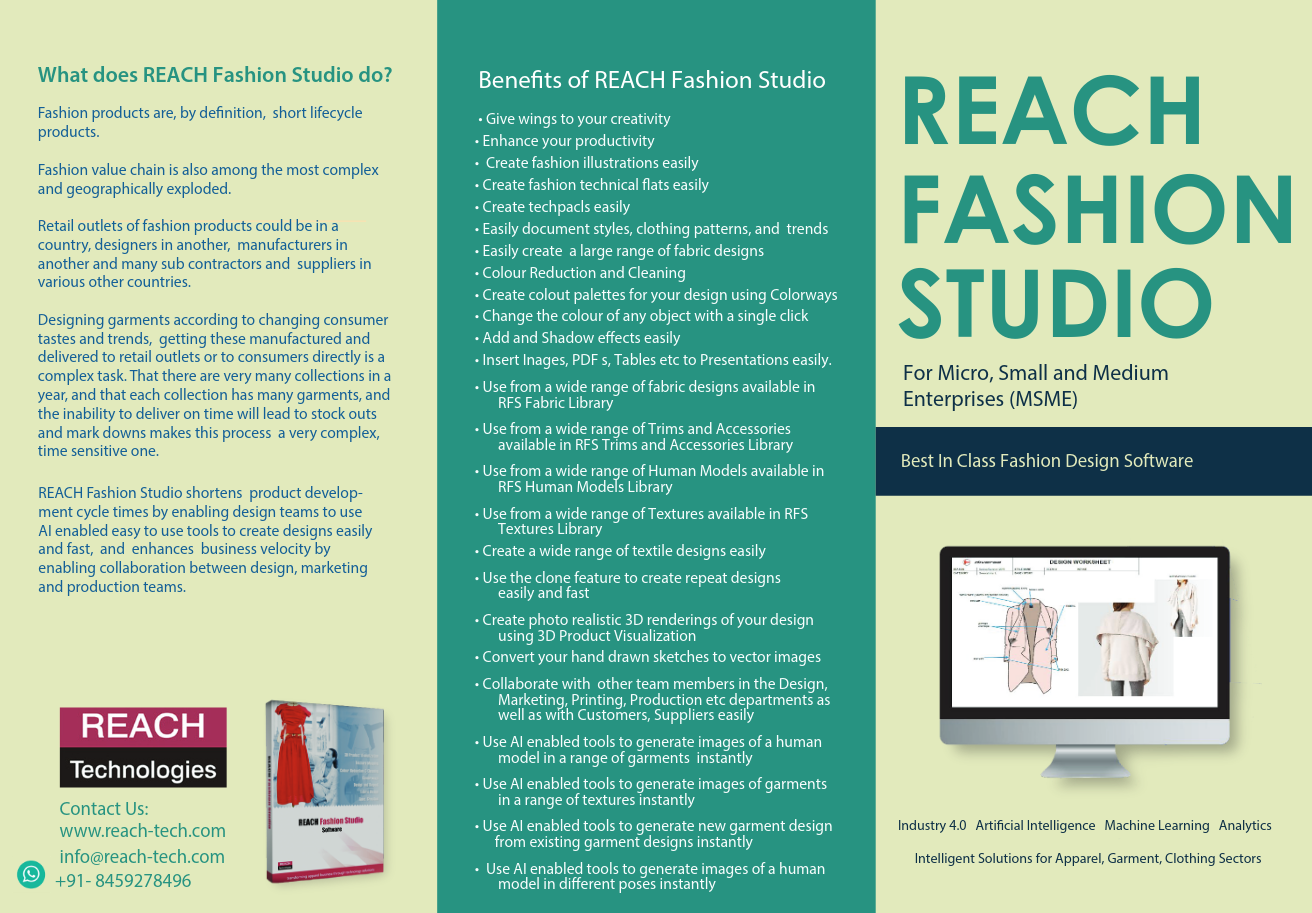 What does REACH Fashion Studio do?
Fashion products are, by definition, short lifecycle
products.
Fashion value chain is also among the most complex
and geographically exploded.
Retail outlets of fashion products could be in a
country, designers in another, manufacturers in
another and many sub contractors and suppliers in
various other countries.
Designing garments according to changing consumer
tastes and trends, getting these manufactured and
delivered to retail outlets or to consumers directly is a
complex task. That there are very many collections in a
year, and that each collection has many garments, and
the inability to deliver on time will lead to stock outs
and mark downs makes this process a very complex,
time sensitive one.
REACH Fashion Studio shortens product develop-
ment cycle times by enabling design teams to use
AI enabled easy to use tools to create designs easily
and fast, and enhances business velocity by
enabling collaboration between design, marketing
and production teams.
REACH
Technologies
Contact Us:
www.reach-tech.com
info@reach-tech.com
+91- 8459278496
REACH Fashion Studio
Software
Benefits of REACH Fashion Studio
• Give wings to your creativity
• Enhance your productivity
• Create fashion illustrations easily
• Create fashion technical flats easily
• Create techpacls easily
• Easily document styles, clothing patterns, and trends
• Easily create a large range of fabric designs
• Colour Reduction and Cleaning
• Create colout palettes for your design using Colorways
• Change the colour of any object with a single click
• Add and Shadow effects easily
• Insert Inages, PDF s, Tables etc to Presentations easily.
• Use from a wide range of fabric designs available in
RFS Fabric Library
• Use from a wide range of Trims and Accessories
available in RFS Trims and Accessories Library
• Use from a wide range of Human Models available in
RFS Human Models Library
• Use from a wide range of Textures available in RFS
Textures Library
• Create a wide range of textile designs easily
• Use the clone feature to create repeat designs
easily and fast
• Create photo realistic 3D renderings of your design
using 3D Product Visualization
• Convert your hand drawn sketches to vector images
• Collaborate with other team members in the Design,
Marketing, Printing, Production etc departments as
well as with Customers, Suppliers easily
• Use AI enabled tools to generate images of a human
model in a range of garments instantly
• Use AI enabled tools to generate images of garments
in a range of textures instantly
• Use AI enabled tools to generate new garment design
from existing garment designs instantly
• Use AI enabled tools to generate images of a human
model in different poses instantly
REACH
FASHION
STUDIO
For Micro, Small and Medium
Enterprises (MSME)
Best In Class Fashion Design Software
DESIGN WORKSHEET
Industry 4.0 Artificial Intelligence Machine Learning Analytics
Intelligent Solutions for Apparel, Garment, Clothing Sectors